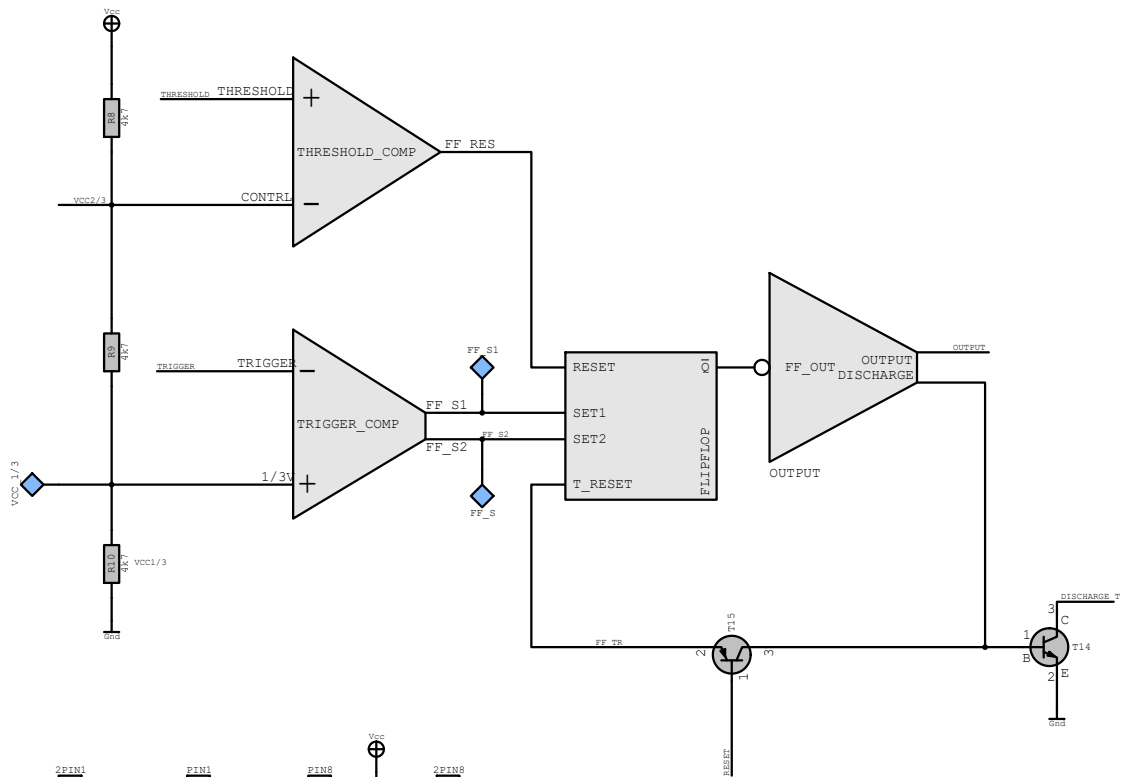 Vcc
R8
4k7
THRESHOLD
THRESHOLD
+
THRESHOLD_COMP
FF_RES
VCC2/3
CONTRL
−
R9
4k7
TRIGGER
TRIGGER
−
TRIGGER_COMP
FF_S1
FF_S1
FF_S2
FF_S2
FF_S
VCC_1/3
1/3V
+
R10
4k7
VCC1/3
Gnd
RESET
SET1
SET2
T_RESET
QI
FLIPFLOP
FF_OUT
OUTPUT
DISCHARGE
OUTPUT
OUTPUT
FF_TR
T15
2
3
1
RESET
DISCHARGE_T
3
C
1
B
T14
2
E
Gnd
Vcc
2PIN1
PIN1
PIN8
2PIN8